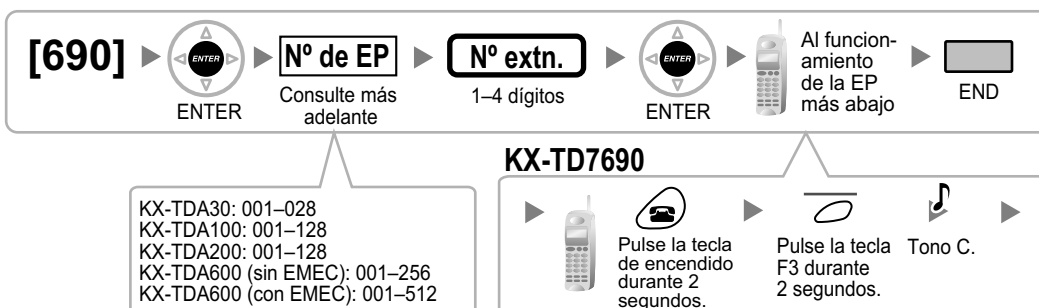 [690]
ENTER
ENTER
Nº de EP
Consulte más
adelante
Nº extn.
1–4 dígitos
ENTER
ENTER
Al funcion-
amiento
de la EP
más abajo
END
KX-TDA30: 001–028
KX-TDA100: 001–128
KX-TDA200: 001–128
KX-TDA600 (sin EMEC): 001–256
KX-TDA600 (con EMEC): 001–512
KX-TD7690
Pulse la tecla
de encendido
durante 2
segundos.
Pulse la tecla
F3 durante
2 segundos.
Tono C.